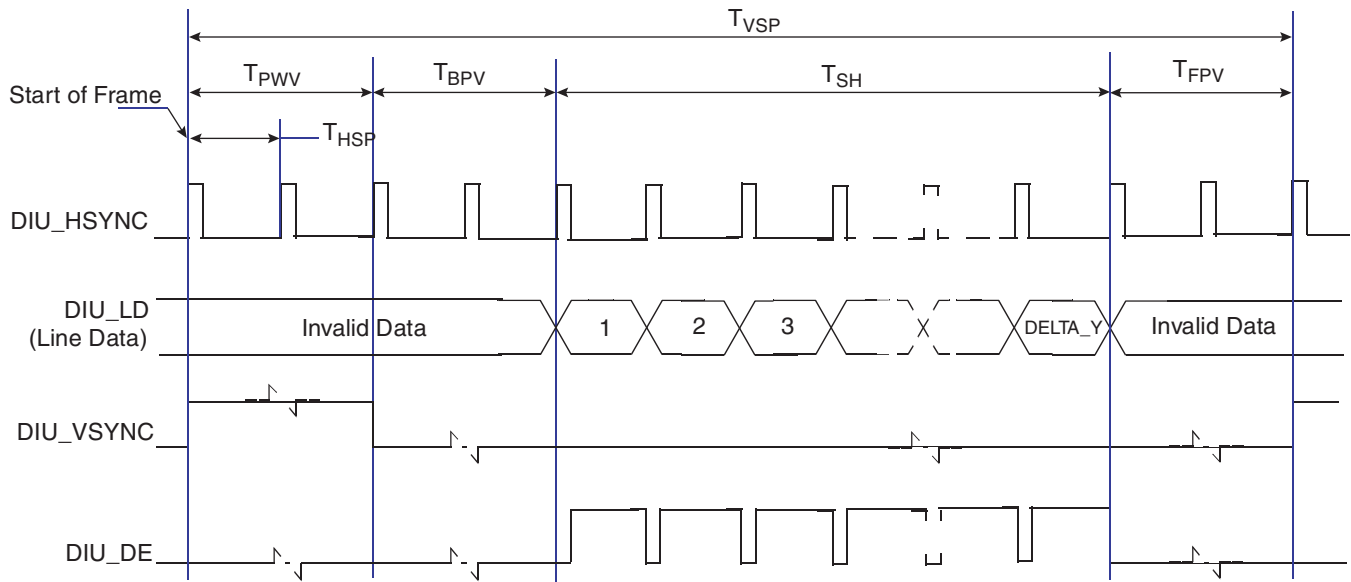 T_VSP
T_PWV T_BPV T_SH T_FPV
Start of Frame
T_HSP
DIU_HSYNC
DIU_LD
(Line Data)
Invalid Data 1 2 3 DELTA_Y Invalid Data
DIU_VSYNC
DIU_DE